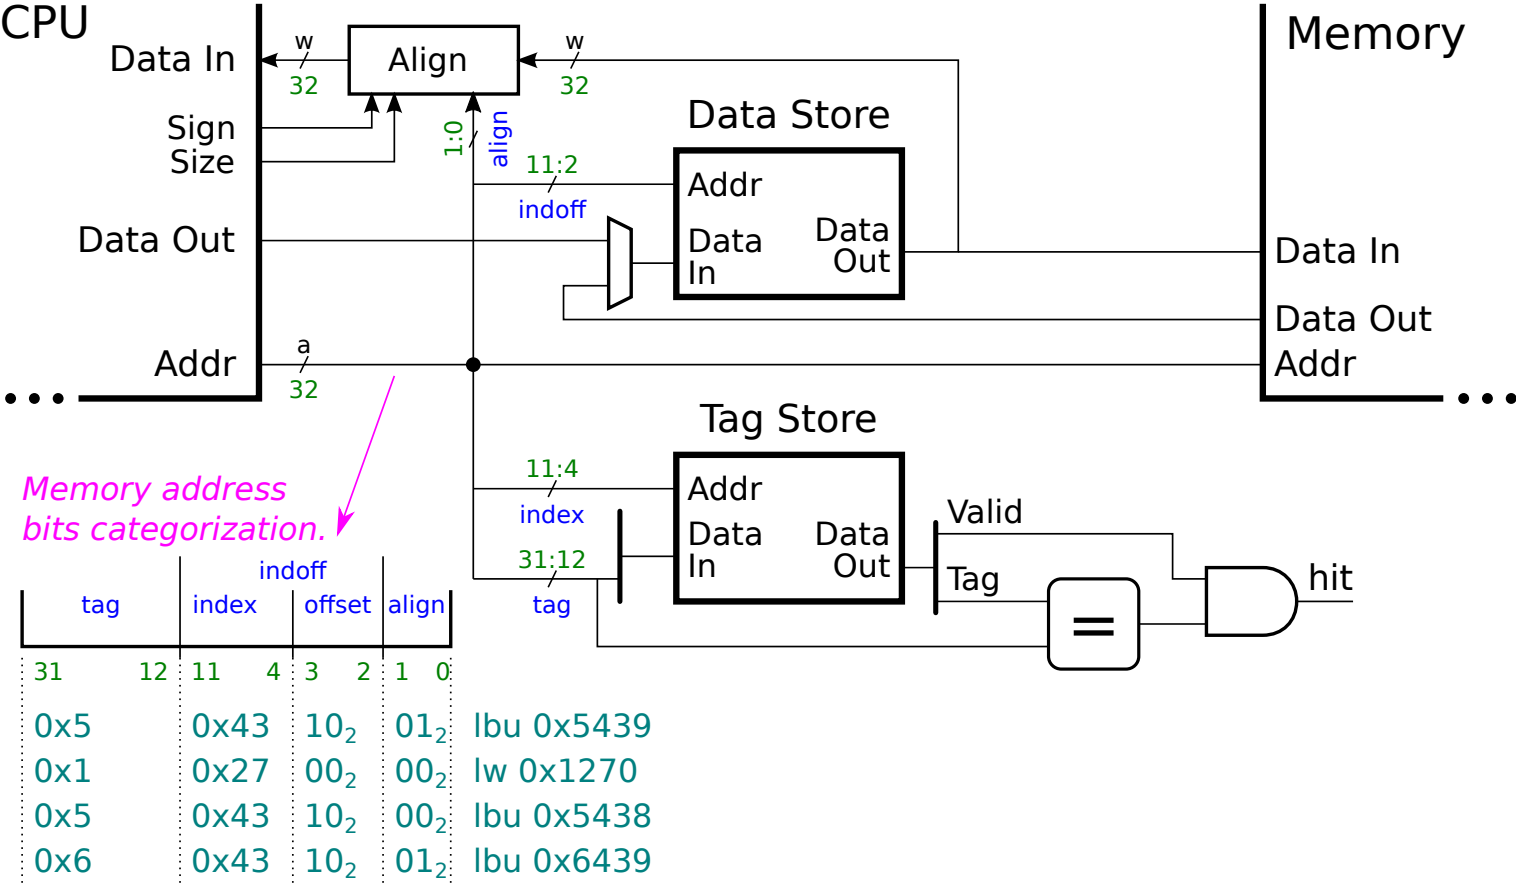 CPU
Memory
Data In
w
32
Align
w
32
Sign
Size
1:0
align
Data Store
11:2
indoff
Addr
Data In
Data Out
Data Out
Data In
Data Out
Addr
a
32
Addr
Tag Store
11:4
index
Addr
Data In
Data Out
31:12
tag
Valid
Tag
=
hit
Memory address
bits categorization.
indoff
tag index offset align
31 12 11 4 3 2 1 0
0x5 0x43 10₂ 01₂ lbu 0x5439
0x1 0x27 00₂ 00₂ lw 0x1270
0x5 0x43 10₂ 00₂ lbu 0x5438
0x6 0x43 10₂ 01₂ lbu 0x6439